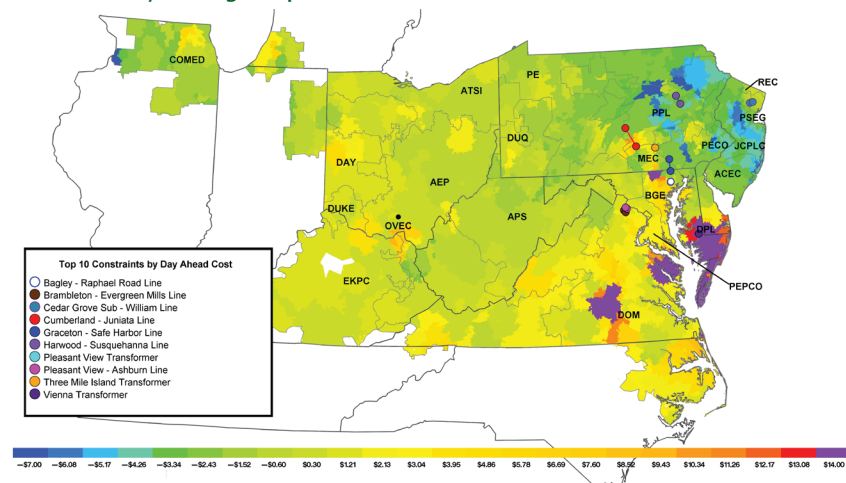 COMED
PE
ATSI
REC
PPL
PSEG
DUQ
PECO
JCPLC
MEC
DAY
ACEC
AEP
BGE
DUKE
APS
OVEC
DPL
Top 10 Constraints by Day Ahead Cost
EKPC
PEPCO
Bagley - Raphael Road Line
Brambleton - Evergreen Mills Line
Cedar Grove Sub - William Line
DOM
Cumberland - Juniata Line
Graceton - Safe Harbor Line
Harwood - Susquehanna Line
Pleasant View Transformer
Pleasant View - Ashburn Line
Three Mile Island Transformer
Vienna Transformer
—$7.00 —$6.08 —$5.17 —$4.26 —$3.34 —$2.43 —$1.52 —$0.60 $0.30 $1.21 $2.13 $3.04 $3.95 $4.86 $5.78 $6.69 $7.60 $8.52 $9.43 $10.34 $11.26 $12.17 $13.08 $14.00